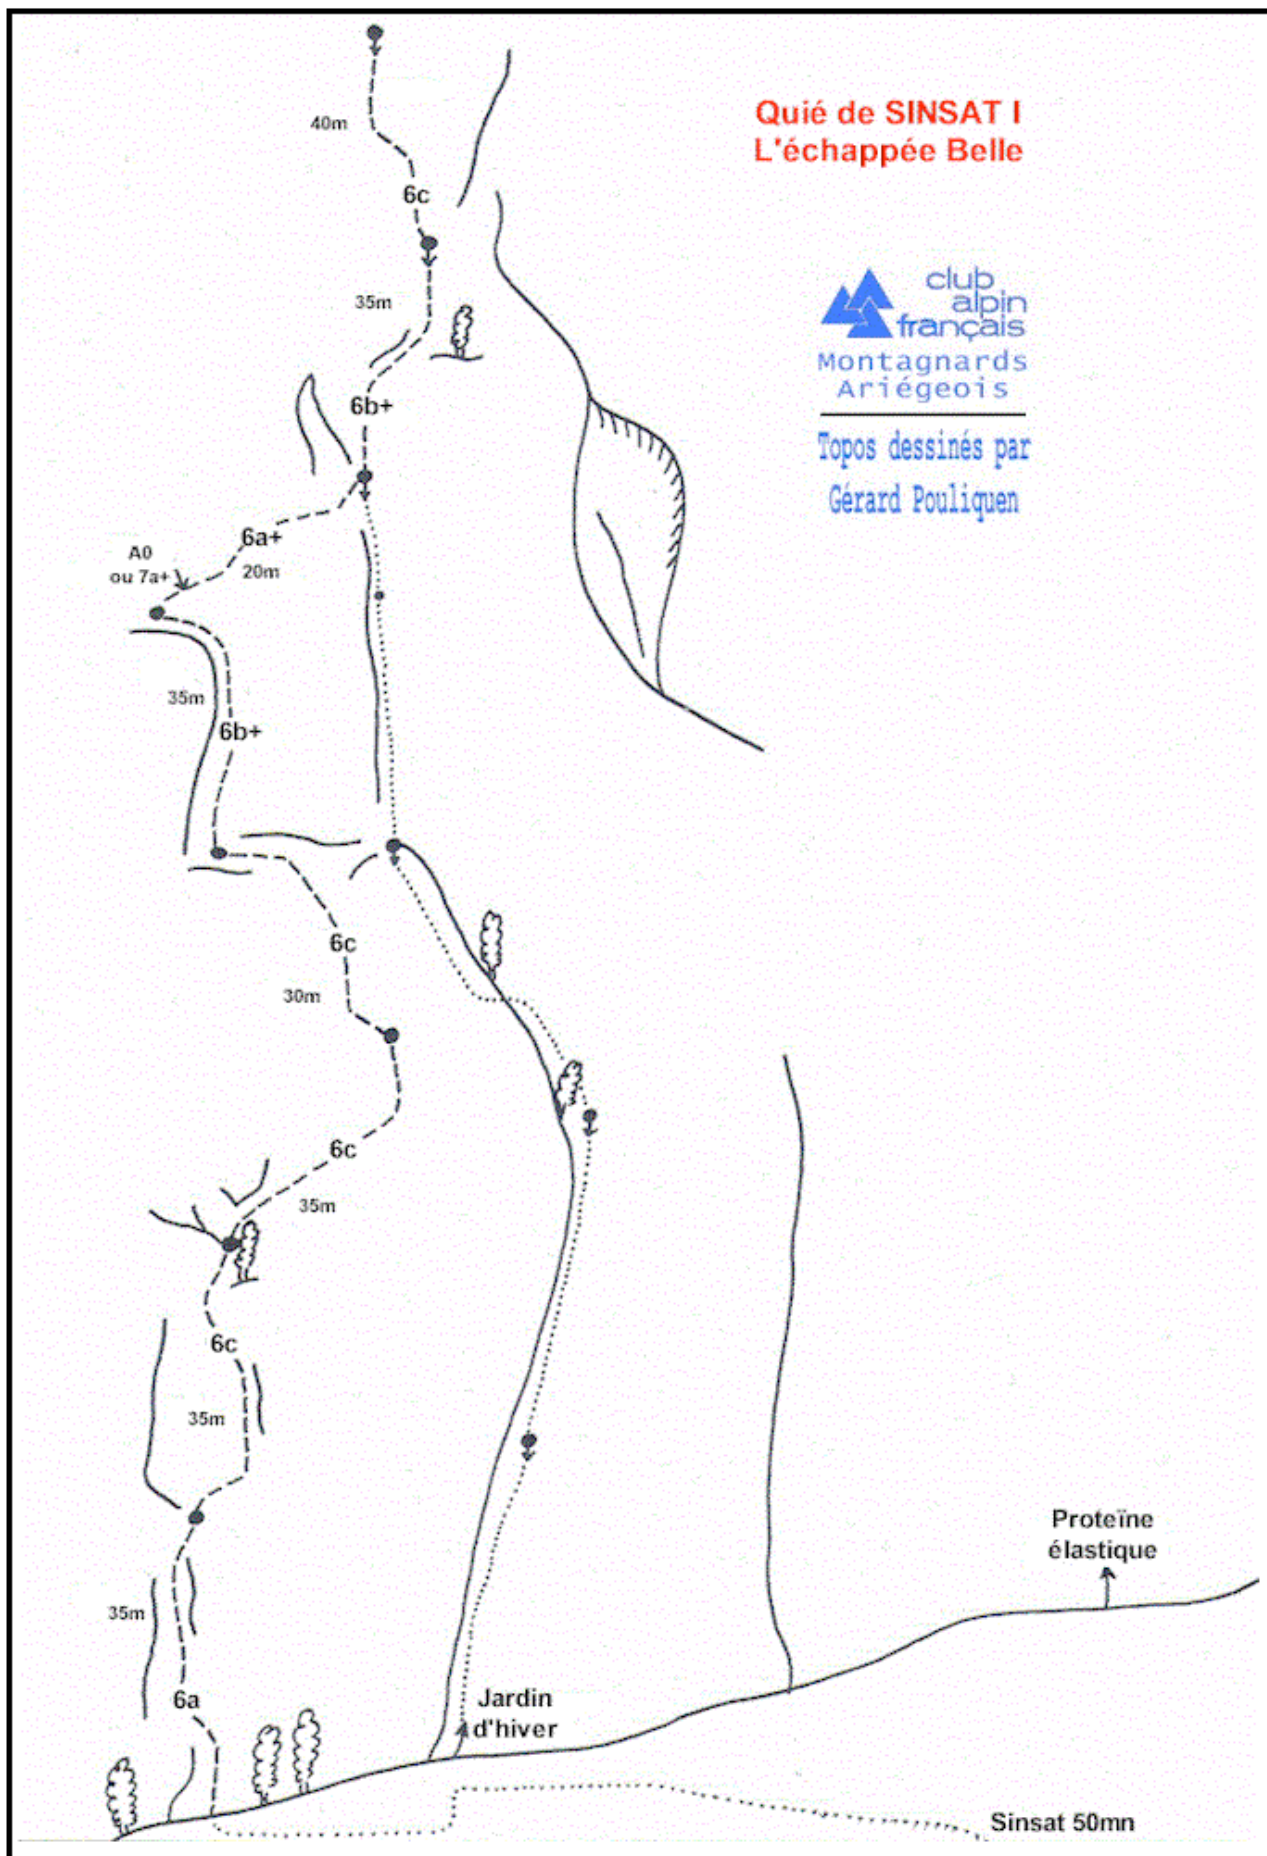 40m
Quié de SINSAT I
L'échappée Belle
6c
club
alpin
français
Montagnards
Ariégeois
35m
6b+
Topos dessinés par
Gérard Pouliquen
6a+
A0
ou 7a+
20m
35m
6b+
6c
30m
6c
35m
6c
35m
Proteïne
élastique
35m
6a
Jardin
d'hiver
Sinsat 50mn